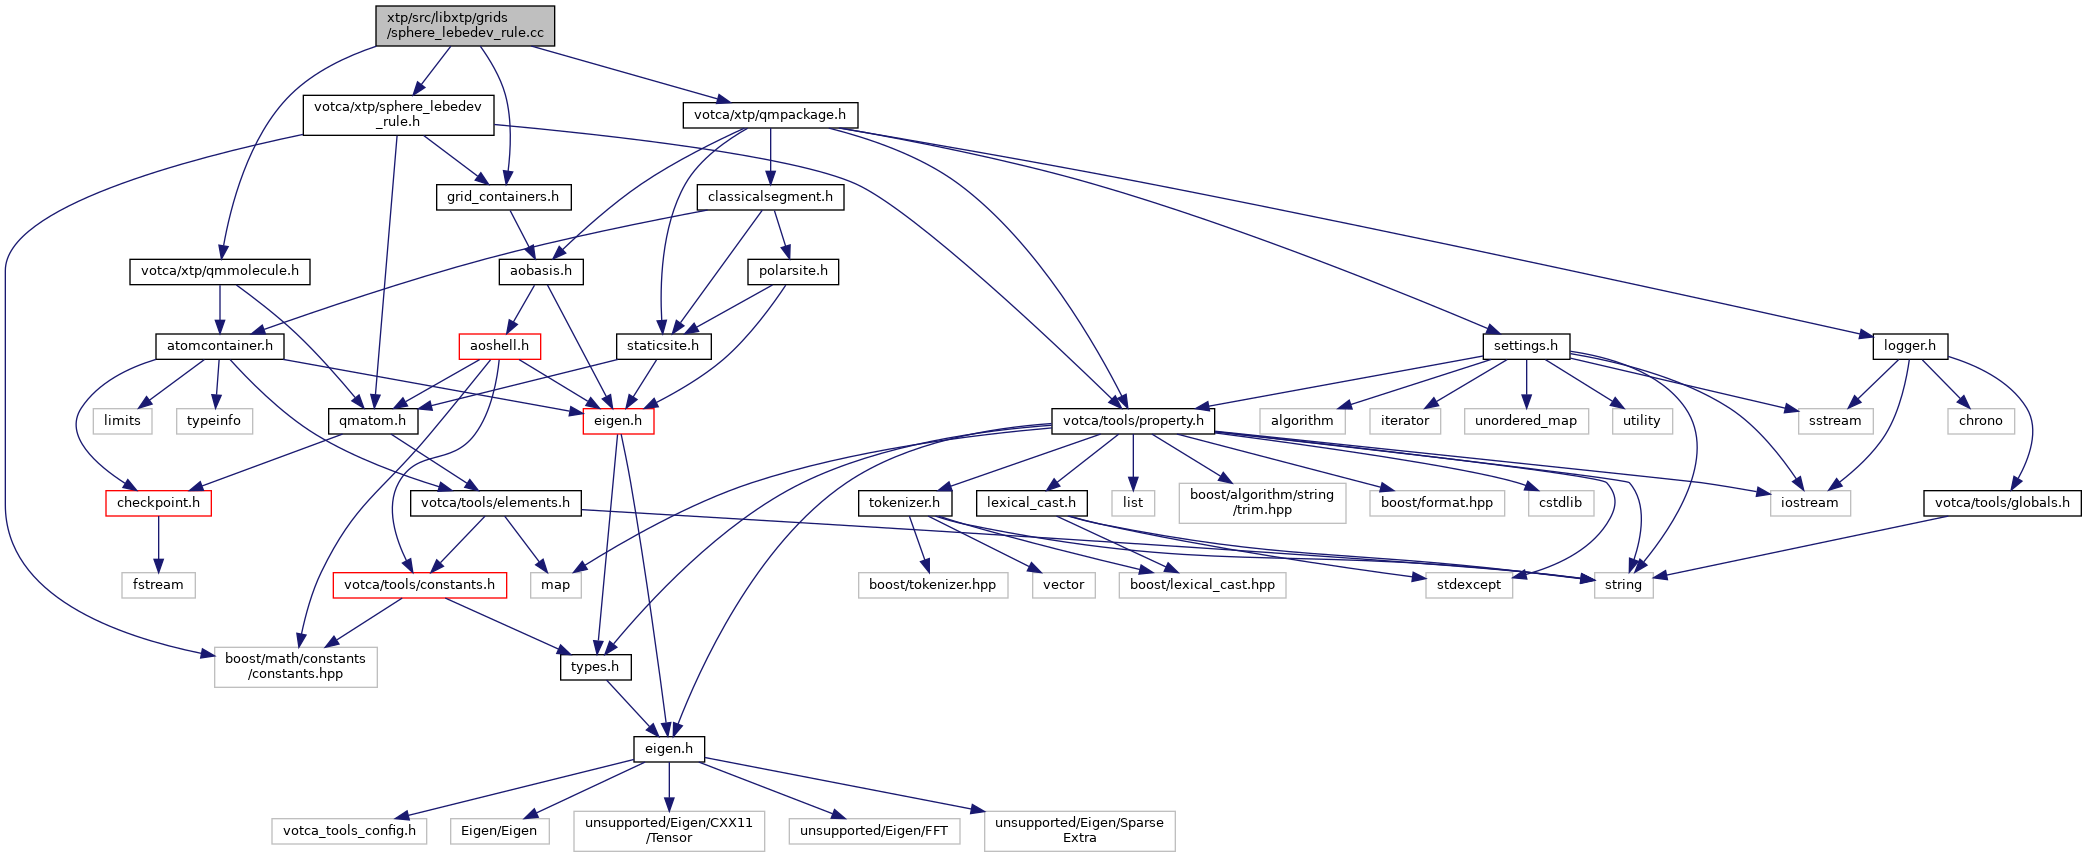 xtp/src/libxtp/grids
/sphere_lebedev_rule.cc
votca/xtp/sphere_lebedev
_rule.h
votca/xtp/qmpackage.h
grid_containers.h
classicalsegment.h
votca/xtp/qmmolecule.h
aobasis.h
polarsite.h
atomcontainer.h
aoshell.h
staticsite.h
settings.h
logger.h
limits
typeinfo
qmatom.h
eigen.h
votca/tools/property.h
algorithm
iterator
unordered_map
utility
sstream
chrono
checkpoint.h
votca/tools/elements.h
tokenizer.h
lexical_cast.h
list
boost/algorithm/string
/trim.hpp
boost/format.hpp
cstdlib
iostream
votca/tools/globals.h
fstream
votca/tools/constants.h
map
boost/tokenizer.hpp
vector
boost/lexical_cast.hpp
stdexcept
string
boost/math/constants
/constants.hpp
types.h
eigen.h
votca_tools_config.h
Eigen/Eigen
unsupported/Eigen/CXX11
/Tensor
unsupported/Eigen/FFT
unsupported/Eigen/Sparse
Extra